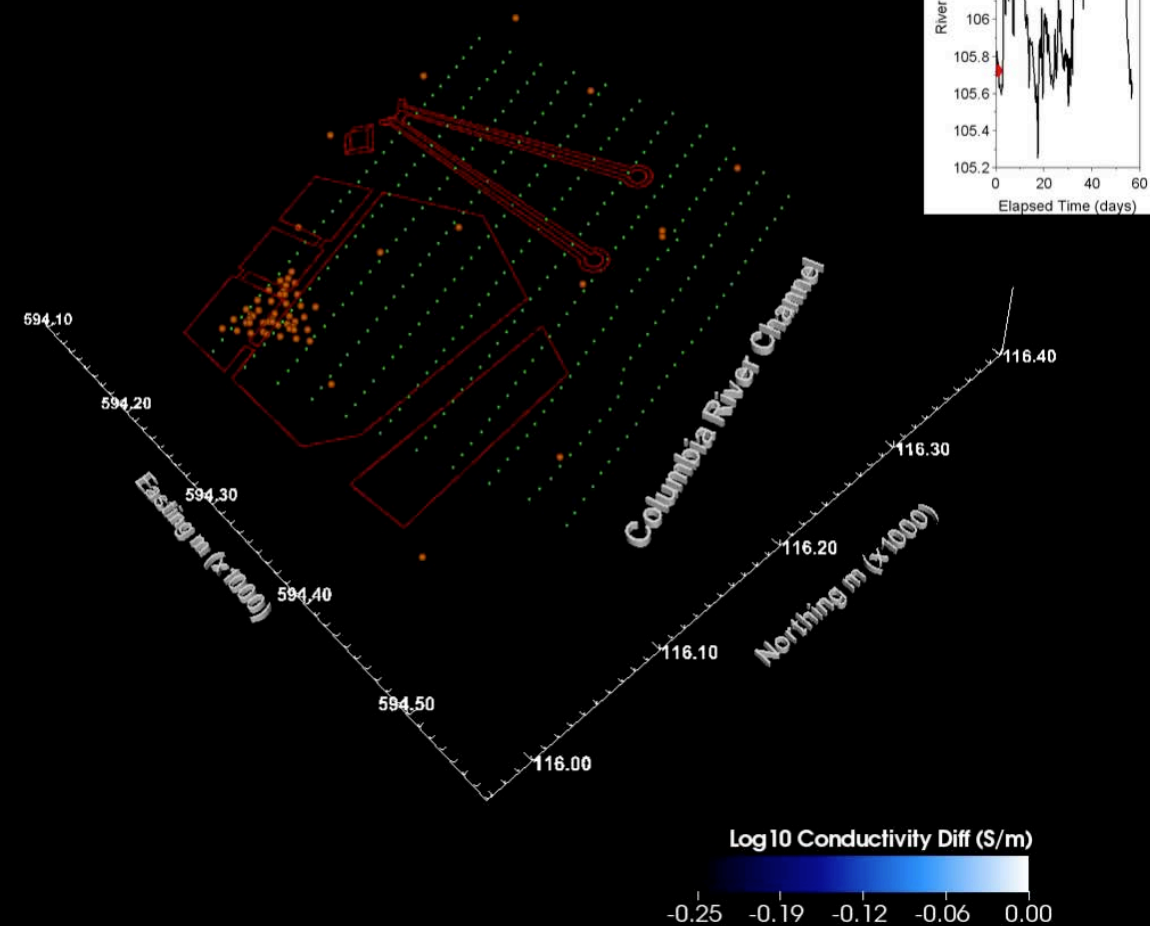 River
106
105.8
105.6
105.4
105.2
0 20 40 60
Elapsed Time (days)
594.10
594.20
594.30
594.40
594.50
Easting m (x1000)
Columbia River Channel
116.40
116.30
116.20
116.10
116.00
Northing m (x1000)
Log10 Conductivity Diff (S/m)
-0.25 -0.19 -0.12 -0.06 0.00